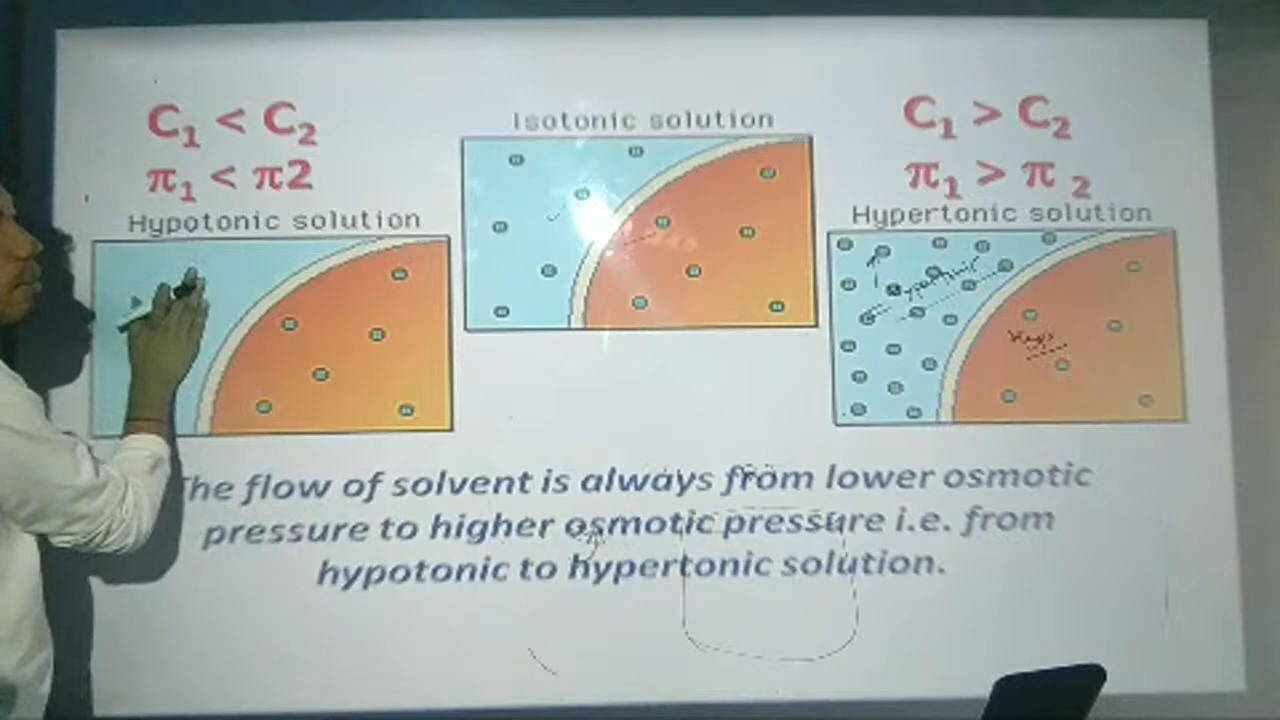 C₁ < C₂
π₁ < π2
Hypotonic solution
Isotonic solution
C₁ > C₂
π₁ > π ₂
Hypertonic solution
Hypertonic
The flow of solvent is always from lower osmotic
pressure to higher osmotic pressure i.e. from
hypotonic to hypertonic solution.